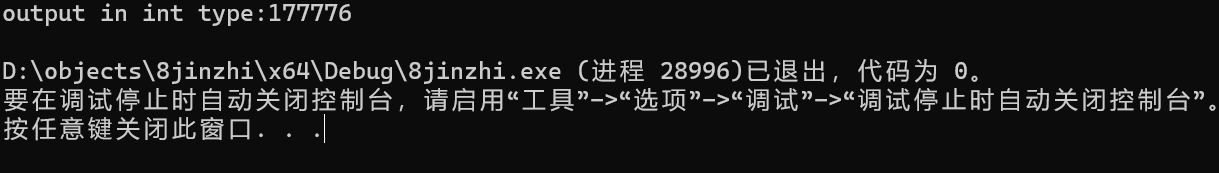 output in int type:177776
D:\objects\8jinzhi\x64\Debug\8jinzhi.exe (进程 28996)已退出，代码为 0。
要在调试停止时自动关闭控制台，请启用“工具”->“选项”->“调试”->“调试停止时自动关闭控制台”。
按任意键关闭此窗口. . .